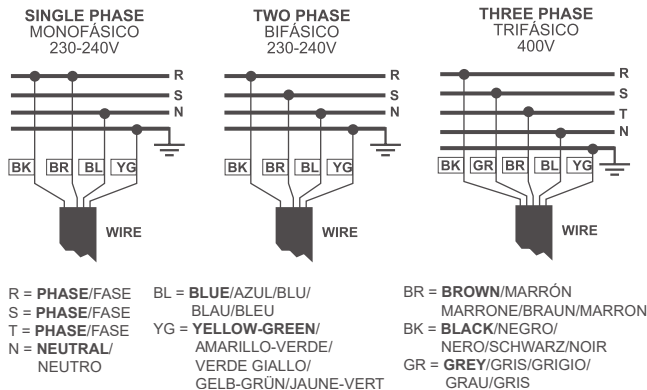 SINGLE PHASE
MONOFÁSICO
230-240V
R
S
N
BK BR BL YG
WIRE
TWO PHASE
BIFÁSICO
230-240V
R
S
N
BK BR BL YG
WIRE
THREE PHASE
TRIFÁSICO
400V
R
S
T
N
BK GR BR BL YG
WIRE
R = PHASE/FASE
S = PHASE/FASE
T = PHASE/FASE
N = NEUTRAL/
NEUTRO
BL = BLUE/AZUL/BLU/
BLAU/BLEU
YG = YELLOW-GREEN/
AMARILLO-VERDE/
VERDE GIALLO/
GELB-GRÜN/JAUNE-VERT
BR = BROWN/MARRÓN
MARRONE/BRAUN/MARRON
BK = BLACK/NEGRO/
NERO/SCHWARZ/NOIR
GR = GREY/GRIS/GRIGIO/
GRAU/GRIS